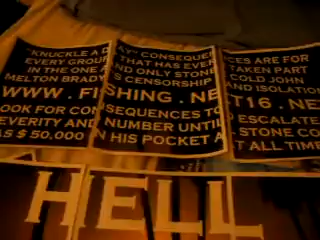 "KNUCKLE A DAY" CONSEQUENCES ARE FOR
EVERY GROUP THAT HAS EVER TAKEN PART
IN THE ONE AND ONLY STONE COLD JOHN
MELTON BRADY'S CENSORSHIP AND ISOLATION
WWW . FISHING . NET16 . NET
LOOK FOR CONSEQUENCES TO ESCALATE
SEVERITY AND NUMBER UNTIL STONE CO
HAS $ 50.000 IN HIS POCKET AT ALL TIME
HELL